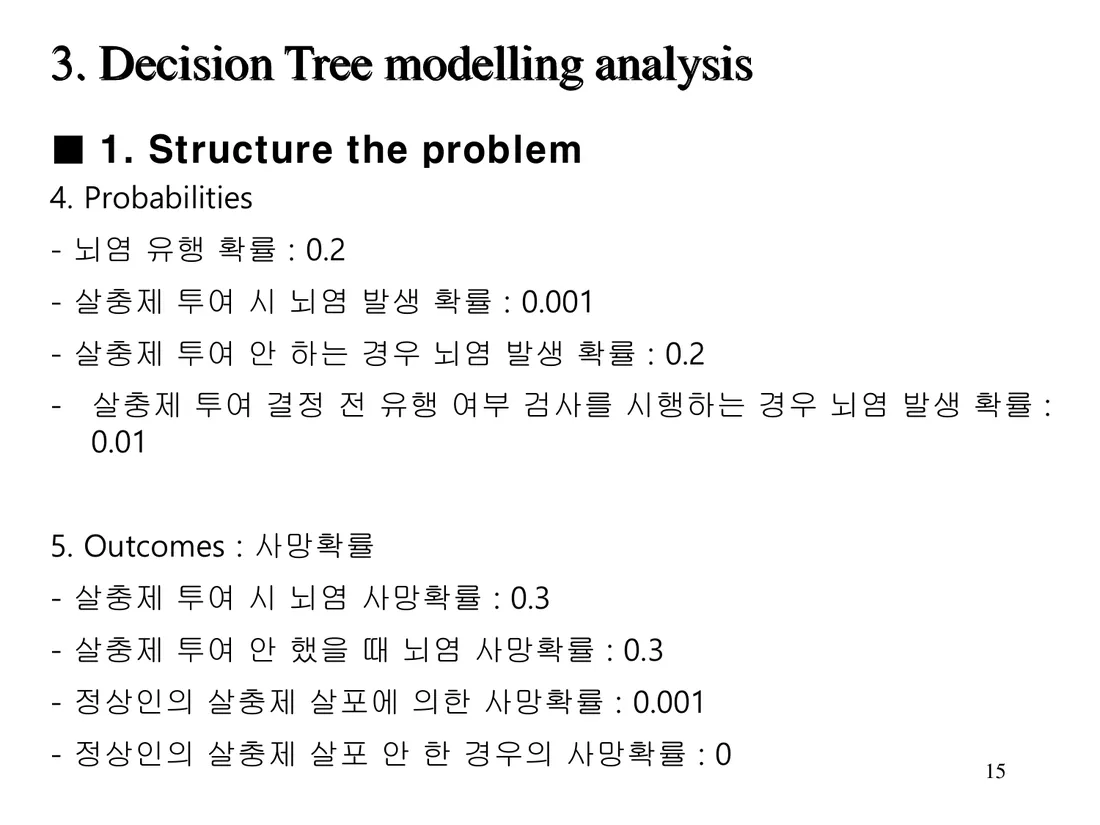 3. Decision Tree modelling analysis
■ 1. Structure the problem
4. Probabilities
- 뇌염 유행 확률 : 0.2
- 살충제 투여 시 뇌염 발생 확률 : 0.001
- 살충제 투여 안 하는 경우 뇌염 발생 확률 : 0.2
- 살충제 투여 결정 전 유행 여부 검사를 시행하는 경우 뇌염 발생 확률 :
0.01
5. Outcomes : 사망확률
- 살충제 투여 시 뇌염 사망확률 : 0.3
- 살충제 투여 안 했을 때 뇌염 사망확률 : 0.3
- 정상인의 살충제 살포에 의한 사망확률 : 0.001
- 정상인의 살충제 살포 안 한 경우의 사망확률 : 0
15